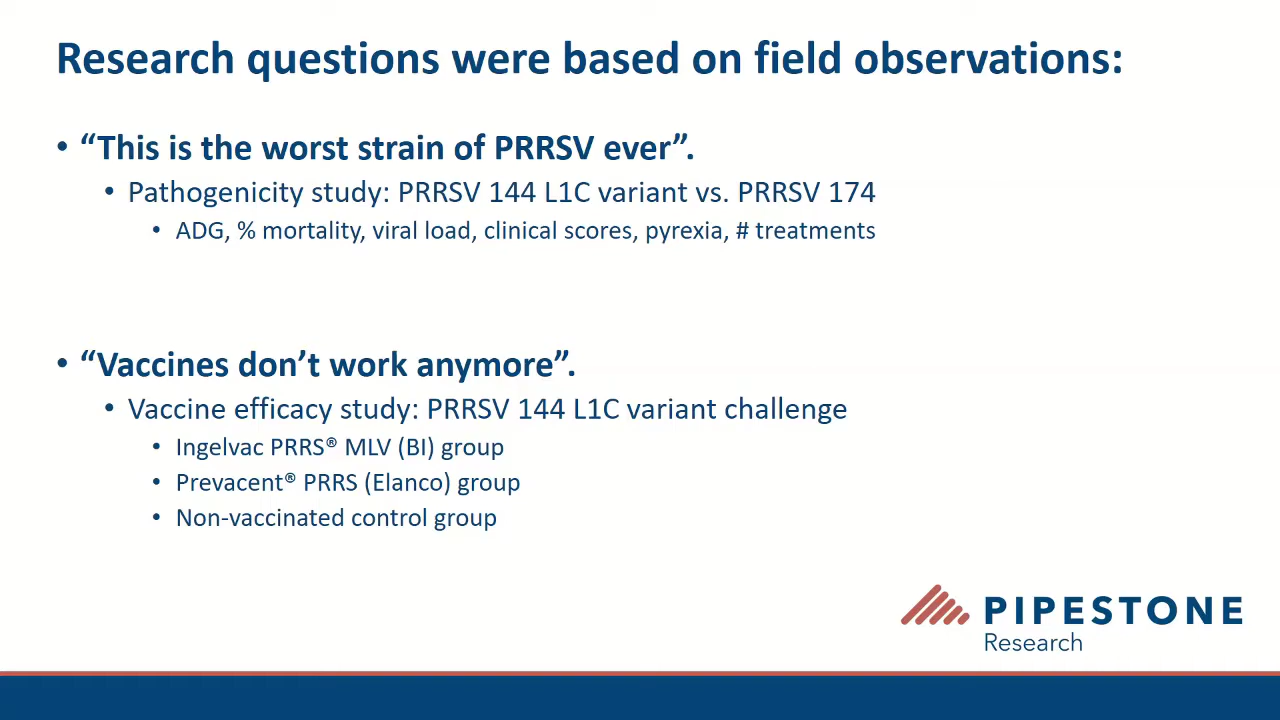 Research questions were based on field observations:
• “This is the worst strain of PRRSV ever”.
• Pathogenicity study: PRRSV 144 L1C variant vs. PRRSV 174
• ADG, % mortality, viral load, clinical scores, pyrexia, # treatments
• “Vaccines don’t work anymore”.
• Vaccine efficacy study: PRRSV 144 L1C variant challenge
• Ingelvac PRRS® MLV (BI) group
• Prevacent® PRRS (Elanco) group
• Non-vaccinated control group
PIPESTONE
Research